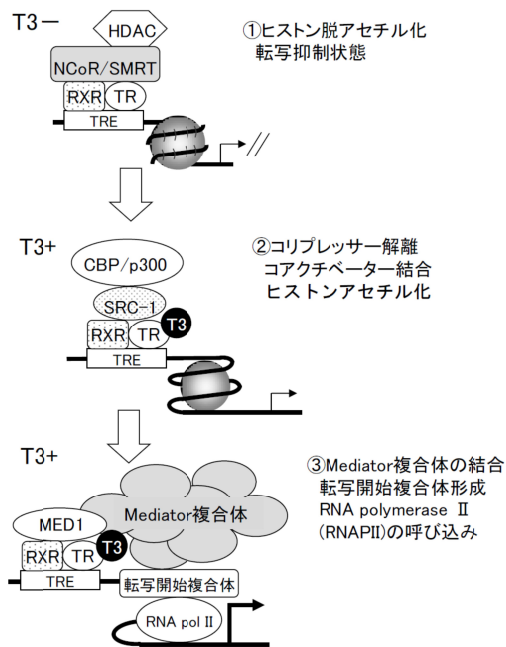 T3－
HDAC
NCoR/SMRT
RXR
TR
TRE
①ヒストン脱アセチル化
転写抑制状態
T3+
CBP/p300
SRC-1
T3
RXR
TR
TRE
②コリプレッサー解離
コアクチベーター結合
ヒストンアセチル化
T3+
MED1
Mediator複合体
T3
RXR
TR
TRE
転写開始複合体
RNA pol Ⅱ
③Mediator複合体の結合
転写開始複合体形成
RNA polymerase Ⅱ
(RNAPII)の呼び込み